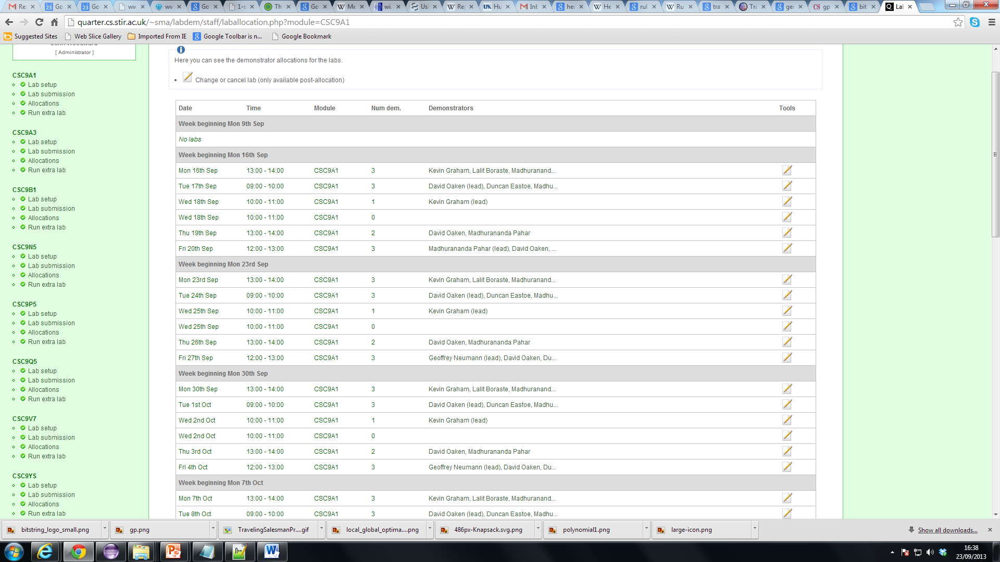 Re:
Go
Go
ww
ww
Go
1-s
Th
Go
We
wi
Usi
Re
Hu
Inb
he
He
rul
Ru
tra
Tra
ge
gp
bit
Lal
quarter.cs.stir.ac.uk/~sma/labdem/staff/laballocation.php?module=CSC9A1
Suggested Sites Web Slice Gallery Imported From IE Google Toolbar is n... Google Bookmark
John Woodward
[ Administrator ]
CSC9A1
Lab setup
Lab submission
Allocations
Run extra lab
CSC9A3
Lab setup
Lab submission
Allocations
Run extra lab
CSC9B1
Lab setup
Lab submission
Allocations
Run extra lab
CSC9N5
Lab setup
Lab submission
Allocations
Run extra lab
CSC9P5
Lab setup
Lab submission
Allocations
Run extra lab
CSC9Q5
Lab setup
Lab submission
Allocations
Run extra lab
CSC9V7
Lab setup
Lab submission
Allocations
Run extra lab
CSC9YS
Lab setup
Lab submission
Allocations
Run extra lab
Here you can see the demonstrator allocations for the labs.
Change or cancel lab (only available post-allocation)
Date Time Module Num dem. Demonstrators Tools
Week beginning Mon 9th Sep
No labs
Week beginning Mon 16th Sep
Mon 16th Sep 13:00 - 14:00 CSC9A1 3 Kevin Graham, Lalit Boraste, Madhuranand...
Tue 17th Sep 09:00 - 10:00 CSC9A1 3 David Oaken (lead), Duncan Eastoe, Madhu...
Wed 18th Sep 10:00 - 11:00 CSC9A1 1 Kevin Graham (lead)
Wed 18th Sep 10:00 - 11:00 CSC9A1 0
Thu 19th Sep 13:00 - 14:00 CSC9A1 2 David Oaken, Madhurananda Pahar
Fri 20th Sep 12:00 - 13:00 CSC9A1 3 Madhurananda Pahar (lead), David Oaken, ...
Week beginning Mon 23rd Sep
Mon 23rd Sep 13:00 - 14:00 CSC9A1 3 Kevin Graham, Lalit Boraste, Madhuranand...
Tue 24th Sep 09:00 - 10:00 CSC9A1 3 David Oaken (lead), Duncan Eastoe, Madhu...
Wed 25th Sep 10:00 - 11:00 CSC9A1 1 Kevin Graham (lead)
Wed 25th Sep 10:00 - 11:00 CSC9A1 0
Thu 26th Sep 13:00 - 14:00 CSC9A1 2 David Oaken, Madhurananda Pahar
Fri 27th Sep 12:00 - 13:00 CSC9A1 3 Geoffrey Neumann (lead), David Oaken, Du...
Week beginning Mon 30th Sep
Mon 30th Sep 13:00 - 14:00 CSC9A1 3 Kevin Graham, Lalit Boraste, Madhuranand...
Tue 1st Oct 09:00 - 10:00 CSC9A1 3 David Oaken (lead), Duncan Eastoe, Madhu...
Wed 2nd Oct 10:00 - 11:00 CSC9A1 1 Kevin Graham (lead)
Wed 2nd Oct 10:00 - 11:00 CSC9A1 0
Thu 3rd Oct 13:00 - 14:00 CSC9A1 2 David Oaken, Madhurananda Pahar
Fri 4th Oct 12:00 - 13:00 CSC9A1 3 Geoffrey Neumann (lead), David Oaken, Du...
Week beginning Mon 7th Oct
Mon 7th Oct 13:00 - 14:00 CSC9A1 3 Kevin Graham, Lalit Boraste, Madhuranand...
Tue 8th Oct 09:00 - 10:00 CSC9A1 3 David Oaken (lead), Duncan Eastoe, Madhu...
bitstring_logo_small.png gp.png TravelingSalesmanPr....gif local_global_optima....png 486px-Knapsack.svg.png polynomial1.png large-icon.png Show all downloads...
16:38
23/09/2013